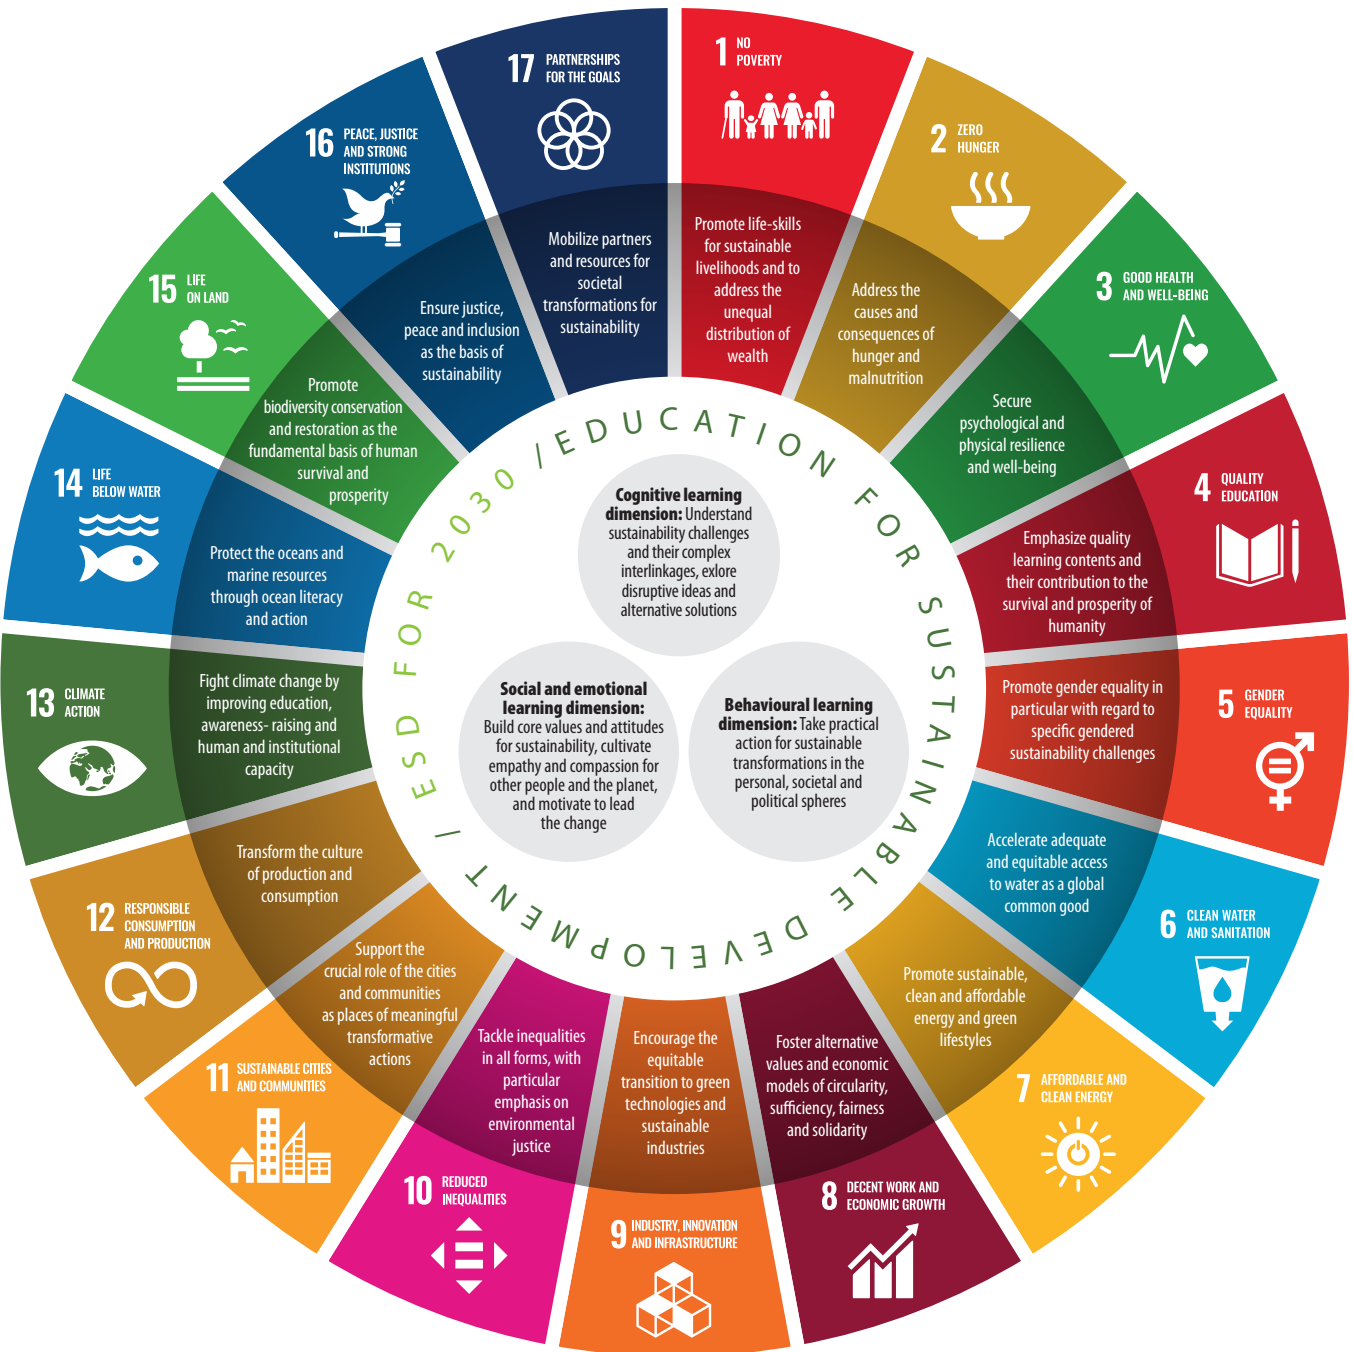 1 NO
POVERTY
Promote life-skills
for sustainable
livelihoods and to
address the
unequal
distribution of
wealth
2 ZERO
HUNGER
Address the
causes and
consequences of
hunger and
malnutrition
3 GOOD HEALTH
AND WELL-BEING
Secure
psychological and
physical resilience
and well-being
4 QUALITY
EDUCATION
Emphasize quality
learning contents and
their contribution to the
survival and prosperity of
humanity
5 GENDER
EQUALITY
Promote gender equality in
particular with regard to
specific gendered
sustainability challenges
6 CLEAN WATER
AND SANITATION
Accelerate adequate
and equitable access
to water as a global
common good
7 AFFORDABLE AND
CLEAN ENERGY
Promote sustainable,
clean and affordable
energy and green
lifestyles
8 DECENT WORK AND
ECONOMIC GROWTH
Foster alternative
values and economic
models of circularity,
sufficiency, fairness
and solidarity
9 INDUSTRY, INNOVATION
AND INFRASTRUCTURE
Encourage the
equitable
transition to green
technologies and
sustainable
industries
10 REDUCED
INEQUALITIES
Tackle inequalities
in all forms, with
particular
emphasis on
environmental
justice
11 SUSTAINABLE CITIES
AND COMMUNITIES
Support the
crucial role of the cities
and communities
as places of meaningful
transformative
actions
12 RESPONSIBLE
CONSUMPTION
AND PRODUCTION
Transform the culture
of production and
consumption
13 CLIMATE
ACTION
Fight climate change by
improving education,
awareness- raising and
human and institutional
capacity
14 LIFE
BELOW WATER
Protect the oceans and
marine resources
through ocean literacy
and action
15 LIFE
ON LAND
Promote
biodiversity conservation
and restoration as the
fundamental basis of human
survival and
prosperity
16 PEACE, JUSTICE
AND STRONG
INSTITUTIONS
Ensure justice,
peace and inclusion
as the basis of
sustainability
17 PARTNERSHIPS
FOR THE GOALS
Mobilize partners
and resources for
societal
transformations for
sustainability
/ ESD FOR 2030 / EDUCATION FOR SUSTAINABLE DEVELOPMENT
Cognitive learning
dimension: Understand
sustainability challenges
and their complex
interlinkages, exlore
disruptive ideas and
alternative solutions
Social and emotional
learning dimension:
Build core values and attitudes
for sustainability, cultivate
empathy and compassion for
other people and the planet,
and motivate to lead
the change
Behavioural learning
dimension: Take practical
action for sustainable
transformations in the
personal, societal and
political spheres